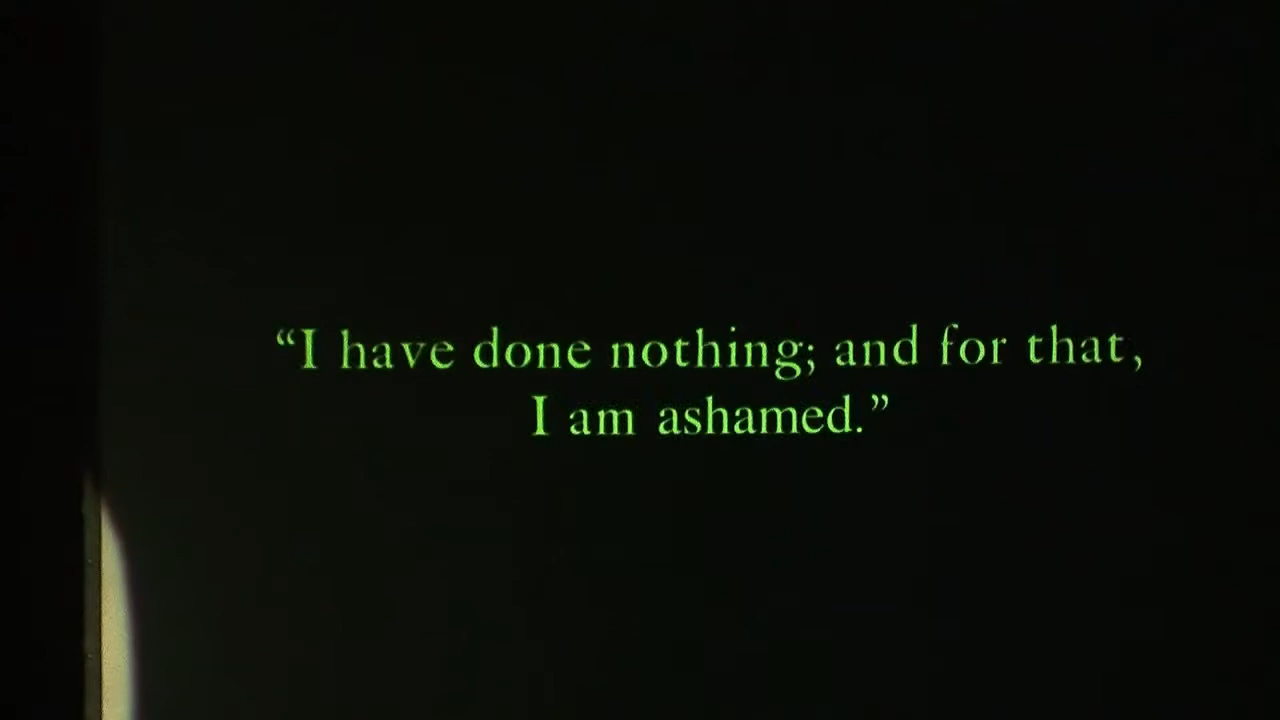 “I have done nothing; and for that,
I am ashamed.”